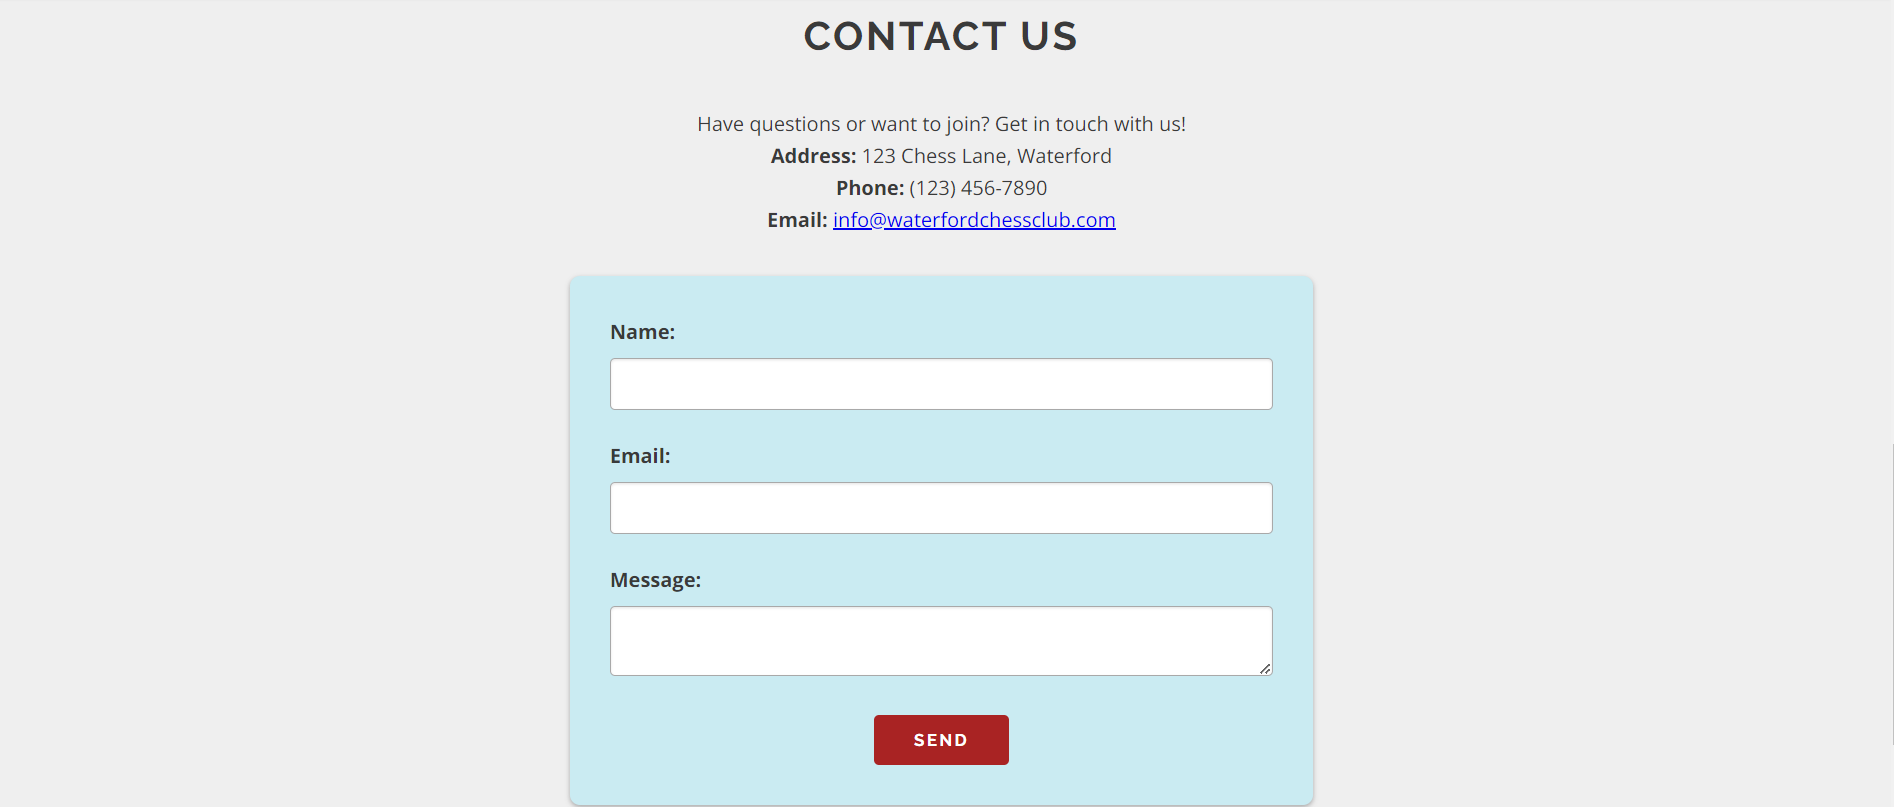 CONTACT US
Have questions or want to join? Get in touch with us!
Address: 123 Chess Lane, Waterford
Phone: (123) 456-7890
Email: info@waterfordchessclub.com
Name:
Email:
Message:
SEND